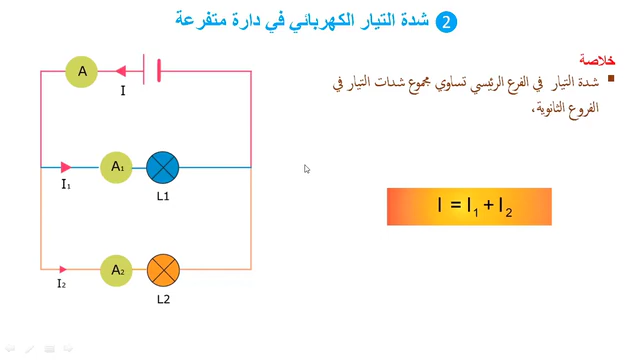 2 شدة التيار الكهربائي في دارة متفرعة
خلاصة
شدة التيار في الفرع الرئيسي تساوي مجموع شدات التيار في
الفروع الثانوية،
A
I
A1
I1
L1
I = I1 + I2
A2
I2
L2